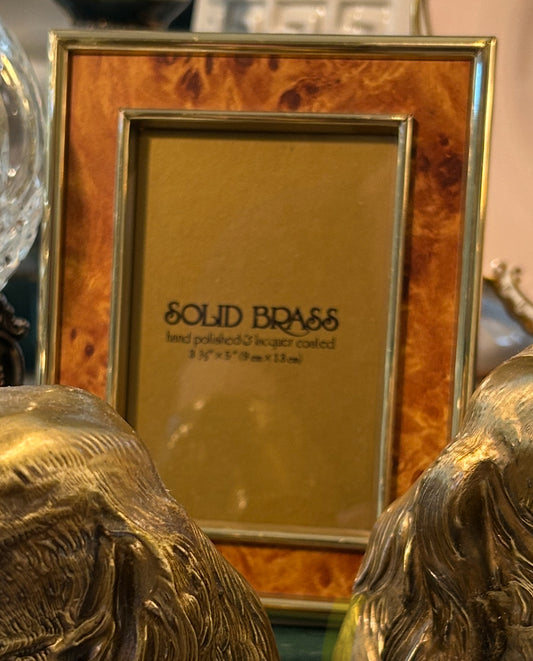 SOLID BRASS
hand polished & lacquer coated
3 ½" × 5" (9 cm × 13 cm)